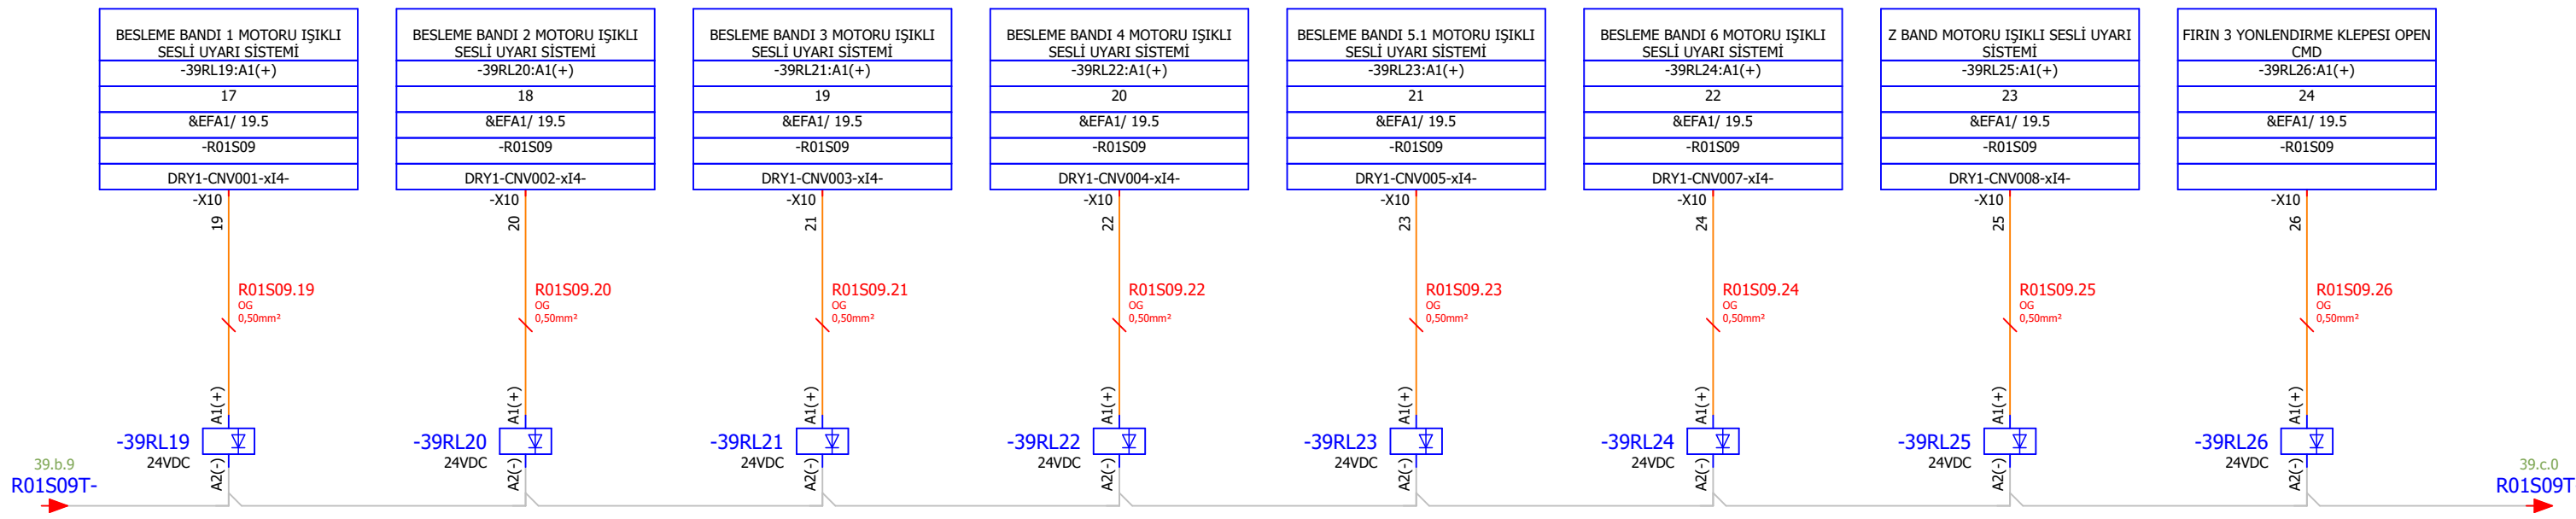 BESLEME BANDI 1 MOTORU IŞIKLI
SESLİ UYARI SİSTEMİ
-39RL19:A1(+)
17
&EFA1/ 19.5
-R01S09
DRY1-CNV001-xI4-
-X10
19
R01S09.19
OG
0,50mm²
A1(+)
-39RL19
24VDC
A2(-)
BESLEME BANDI 2 MOTORU IŞIKLI
SESLİ UYARI SİSTEMİ
-39RL20:A1(+)
18
&EFA1/ 19.5
-R01S09
DRY1-CNV002-xI4-
-X10
20
R01S09.20
OG
0,50mm²
A1(+)
-39RL20
24VDC
A2(-)
BESLEME BANDI 3 MOTORU IŞIKLI
SESLİ UYARI SİSTEMİ
-39RL21:A1(+)
19
&EFA1/ 19.5
-R01S09
DRY1-CNV003-xI4-
-X10
21
R01S09.21
OG
0,50mm²
A1(+)
-39RL21
24VDC
A2(-)
BESLEME BANDI 4 MOTORU IŞIKLI
SESLİ UYARI SİSTEMİ
-39RL22:A1(+)
20
&EFA1/ 19.5
-R01S09
DRY1-CNV004-xI4-
-X10
22
R01S09.22
OG
0,50mm²
A1(+)
-39RL22
24VDC
A2(-)
BESLEME BANDI 5.1 MOTORU IŞIKLI
SESLİ UYARI SİSTEMİ
-39RL23:A1(+)
21
&EFA1/ 19.5
-R01S09
DRY1-CNV005-xI4-
-X10
23
R01S09.23
OG
0,50mm²
A1(+)
-39RL23
24VDC
A2(-)
BESLEME BANDI 6 MOTORU IŞIKLI
SESLİ UYARI SİSTEMİ
-39RL24:A1(+)
22
&EFA1/ 19.5
-R01S09
DRY1-CNV007-xI4-
-X10
24
R01S09.24
OG
0,50mm²
A1(+)
-39RL24
24VDC
A2(-)
Z BAND MOTORU IŞIKLI SESLİ UYARI
SİSTEMİ
-39RL25:A1(+)
23
&EFA1/ 19.5
-R01S09
DRY1-CNV008-xI4-
-X10
25
R01S09.25
OG
0,50mm²
A1(+)
-39RL25
24VDC
A2(-)
FIRIN 3 YONLENDIRME KLEPESI OPEN
CMD
-39RL26:A1(+)
24
&EFA1/ 19.5
-R01S09
-X10
26
R01S09.26
OG
0,50mm²
A1(+)
-39RL26
24VDC
A2(-)
39.b.9
R01S09T-
39.c.0
R01S09T